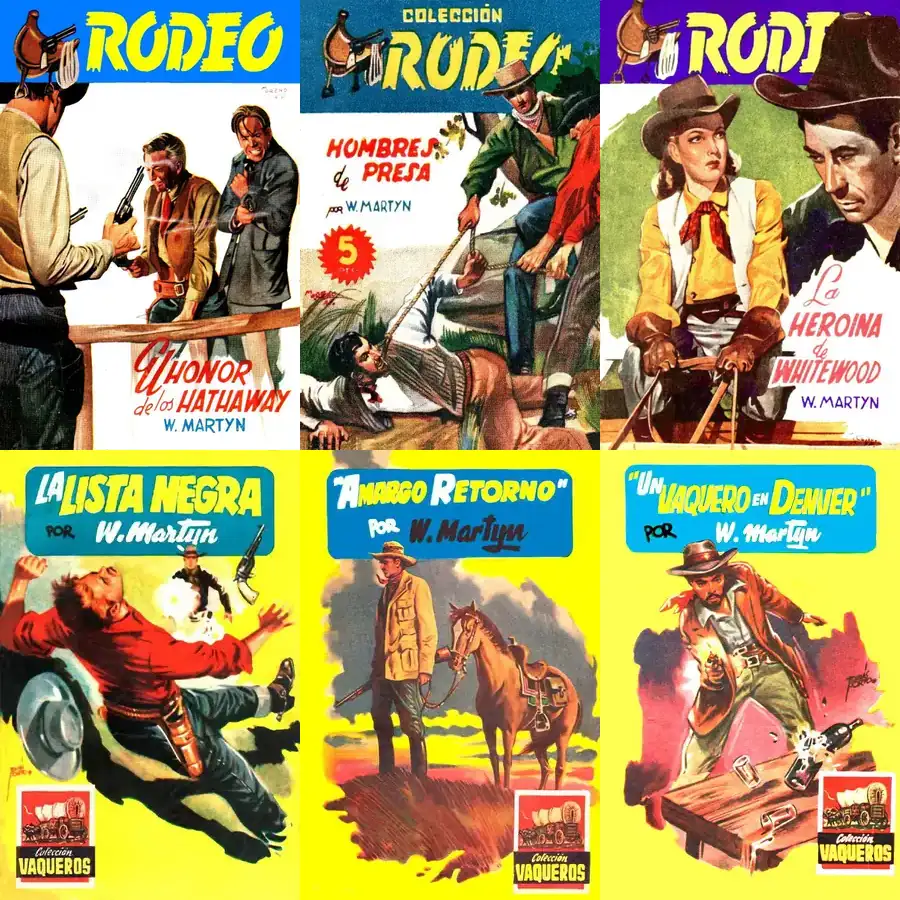 RODEO
El HONOR
de los HATHAWAY
W. MARTYN
COLECCIÓN
RODEO
HOMBRES
de PRESA
POR W. MARTYN
5
RODE
La
HEROINA
de
WHITEWOOD
W. MARTYN
LA LISTA NEGRA
POR W. Martyn
Colección
VAQUEROS
"AMARGO RETORNO"
POR W. Martyn
Colección
VAQUEROS
"UN VAQUERO EN DENVER"
POR W. Martyn
Colección
VAQUEROS